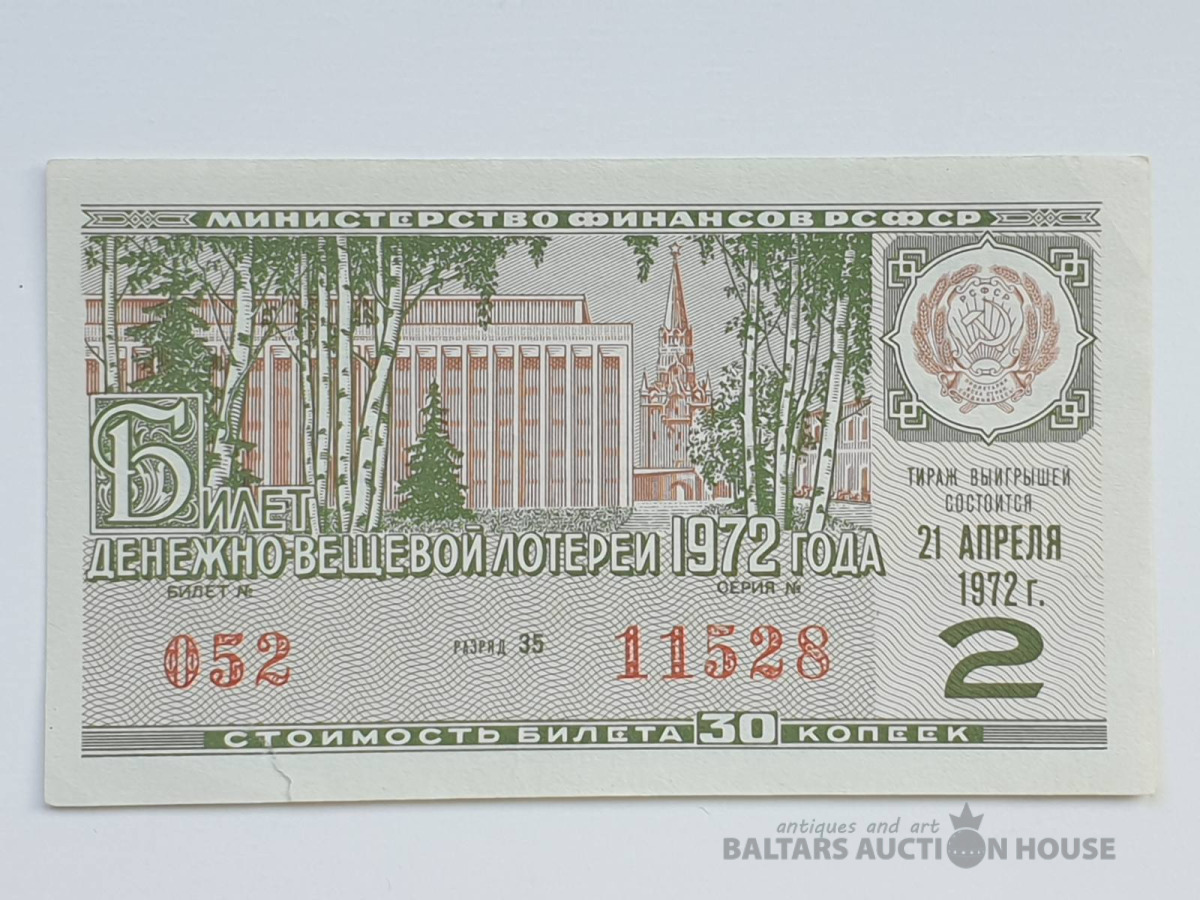 МИНИСТЕРСТВО ФИНАНСОВ РСФСР
РСФСР
БИЛЕТ
ДЕНЕЖНО-ВЕЩЕВОЙ ЛОТЕРЕИ 1972 ГОДА
БИЛЕТ №
СЕРИЯ №
052
РАЗРЯД 35
11528
ТИРАЖ ВЫИГРЫШЕЙ
СОСТОИТСЯ
21 АПРЕЛЯ
1972 г.
2
СТОИМОСТЬ БИЛЕТА 30 КОПЕЕК
antiques and art
BALTARS AUCTION HOUSE